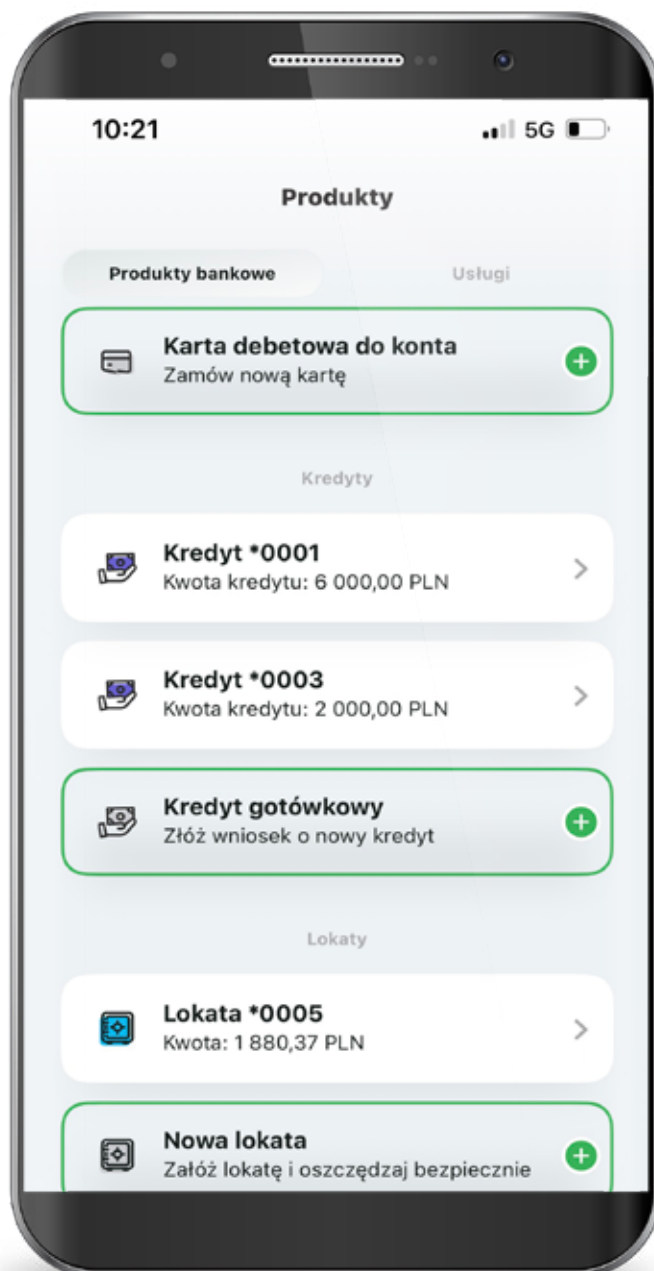 10:21
5G
Produkty
Produkty bankowe
Usługi
Karta debetowa do konta
Zamów nową kartę
Kredyty
Kredyt *0001
Kwota kredytu: 6 000,00 PLN
Kredyt *0003
Kwota kredytu: 2 000,00 PLN
Kredyt gotówkowy
Złóż wniosek o nowy kredyt
Lokaty
Lokata *0005
Kwota: 1 880,37 PLN
Nowa lokata
Załóż lokatę i oszczędzaj bezpiecznie